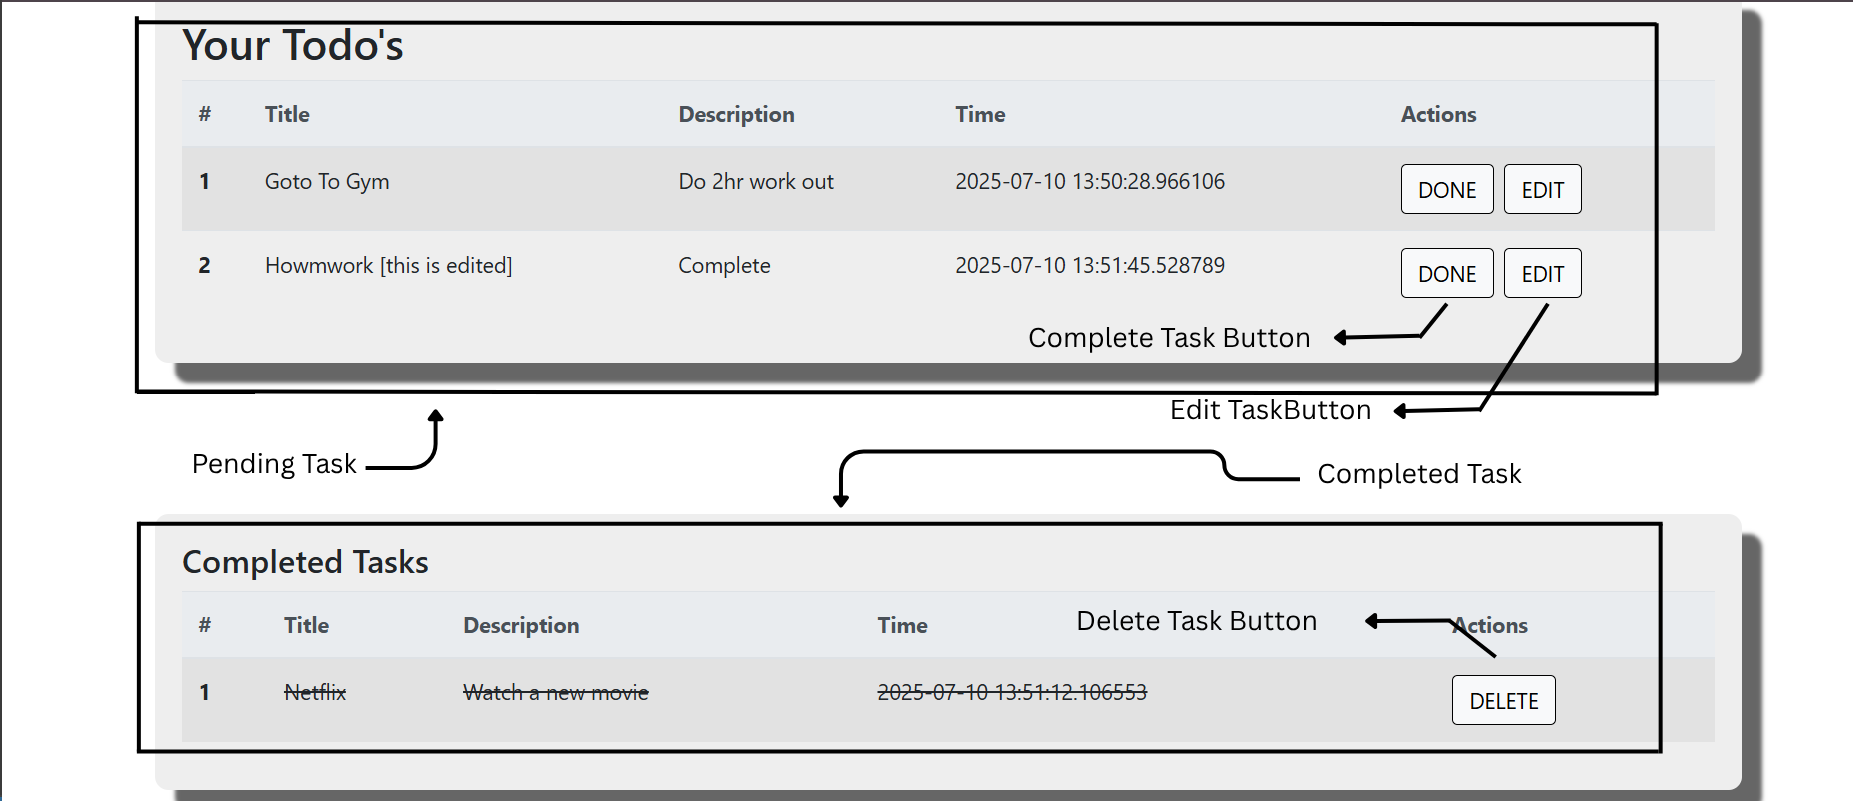 Your Todo's
# Title Description Time Actions
1 Goto To Gym Do 2hr work out 2025-07-10 13:50:28.966106 DONE EDIT
2 Howmwork [this is edited] Complete 2025-07-10 13:51:45.528789 DONE EDIT
Complete Task Button
Edit TaskButton
Pending Task
Completed Task
Completed Tasks
# Title Description Time Delete Task Button Actions
1 Netflix Watch a new movie 2025-07-10 13:51:12.106553 DELETE